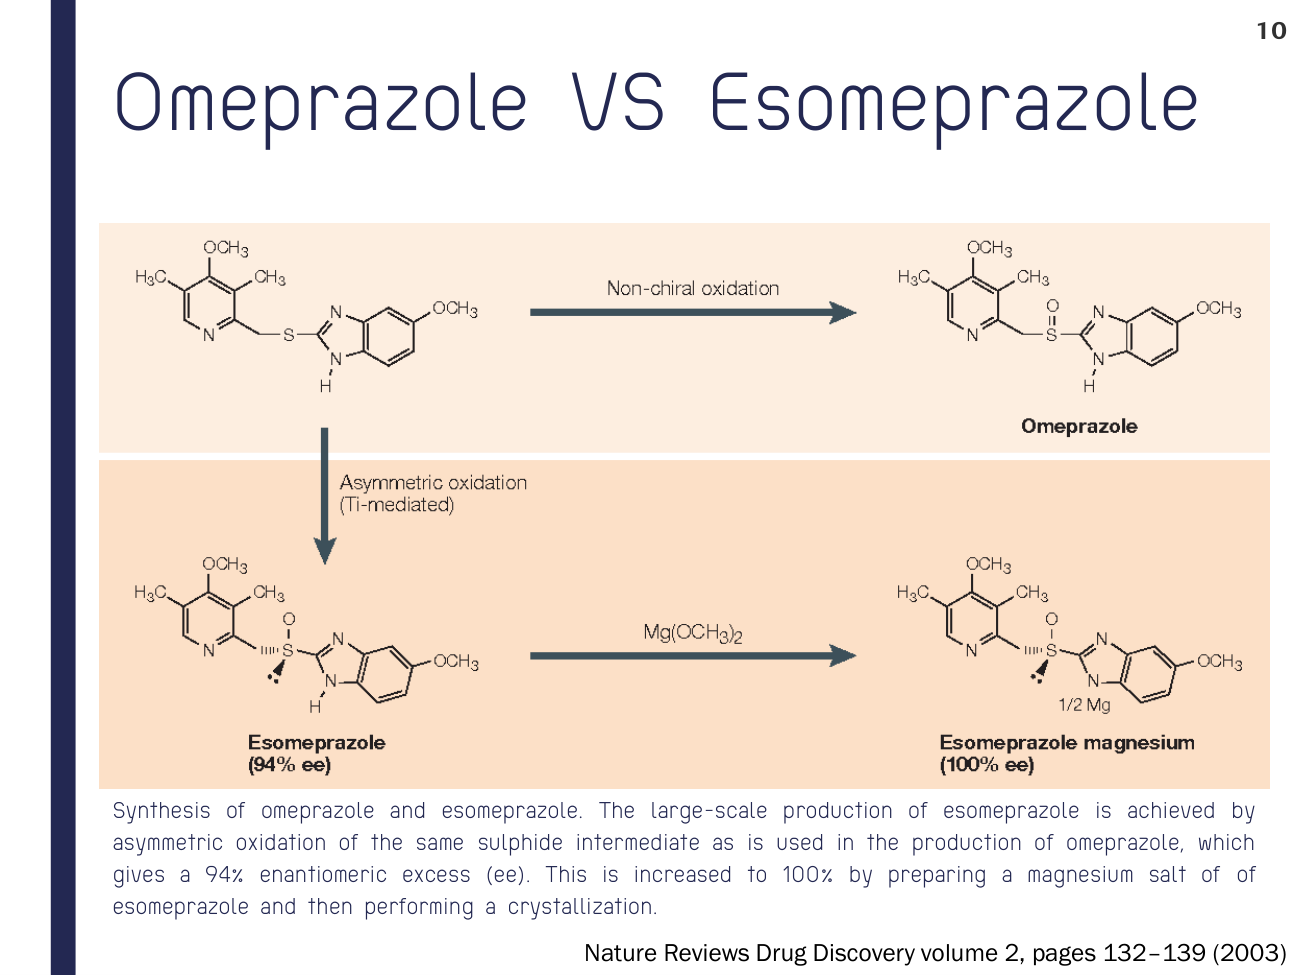 10
Omeprazole VS Esomeprazole
OCH3
H3C
CH3
N
S
N
N
H
OCH3
Non-chiral oxidation
OCH3
H3C
CH3
N
O
S
N
N
H
OCH3
Omeprazole
Asymmetric oxidation
(Ti-mediated)
OCH3
H3C
CH3
N
O
S
N
N
H
OCH3
Esomeprazole
(94% ee)
Mg(OCH3)2
OCH3
H3C
CH3
N
O
S
N
N
1/2 Mg
OCH3
Esomeprazole magnesium
(100% ee)
Synthesis of omeprazole and esomeprazole. The large-scale production of esomeprazole is achieved by
asymmetric oxidation of the same sulphide intermediate as is used in the production of omeprazole, which
gives a 94% enantiomeric excess (ee). This is increased to 100% by preparing a magnesium salt of of
esomeprazole and then performing a crystallization.
Nature Reviews Drug Discovery volume 2, pages 132–139 (2003)